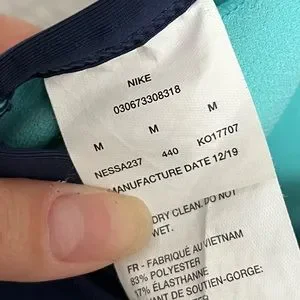 NIKE
030673308318
M M M
NESSA237 440 KO17707
MANUFACTURE DATE 12/19
DRY CLEAN. DO NOT
WET.
FR - FABRIQUÉ AU VIETNAM
83% POLYESTER
17% ÉLASTHANNE
DE SOUTIEN-GORGE: